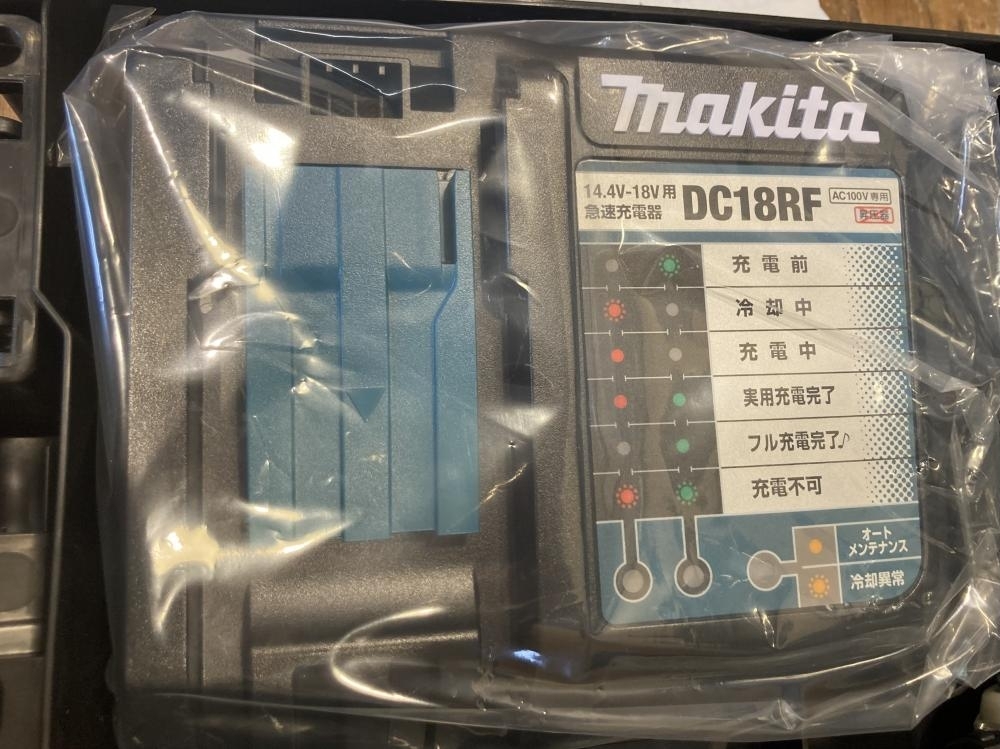 makita
14.4V-18V用
急速充電器
DC18RF
AC100V専用
昇圧器
充電前
冷却中
充電中
実用充電完了
フル充電完了♪
充電不可
オート
メンテナンス
冷却異常